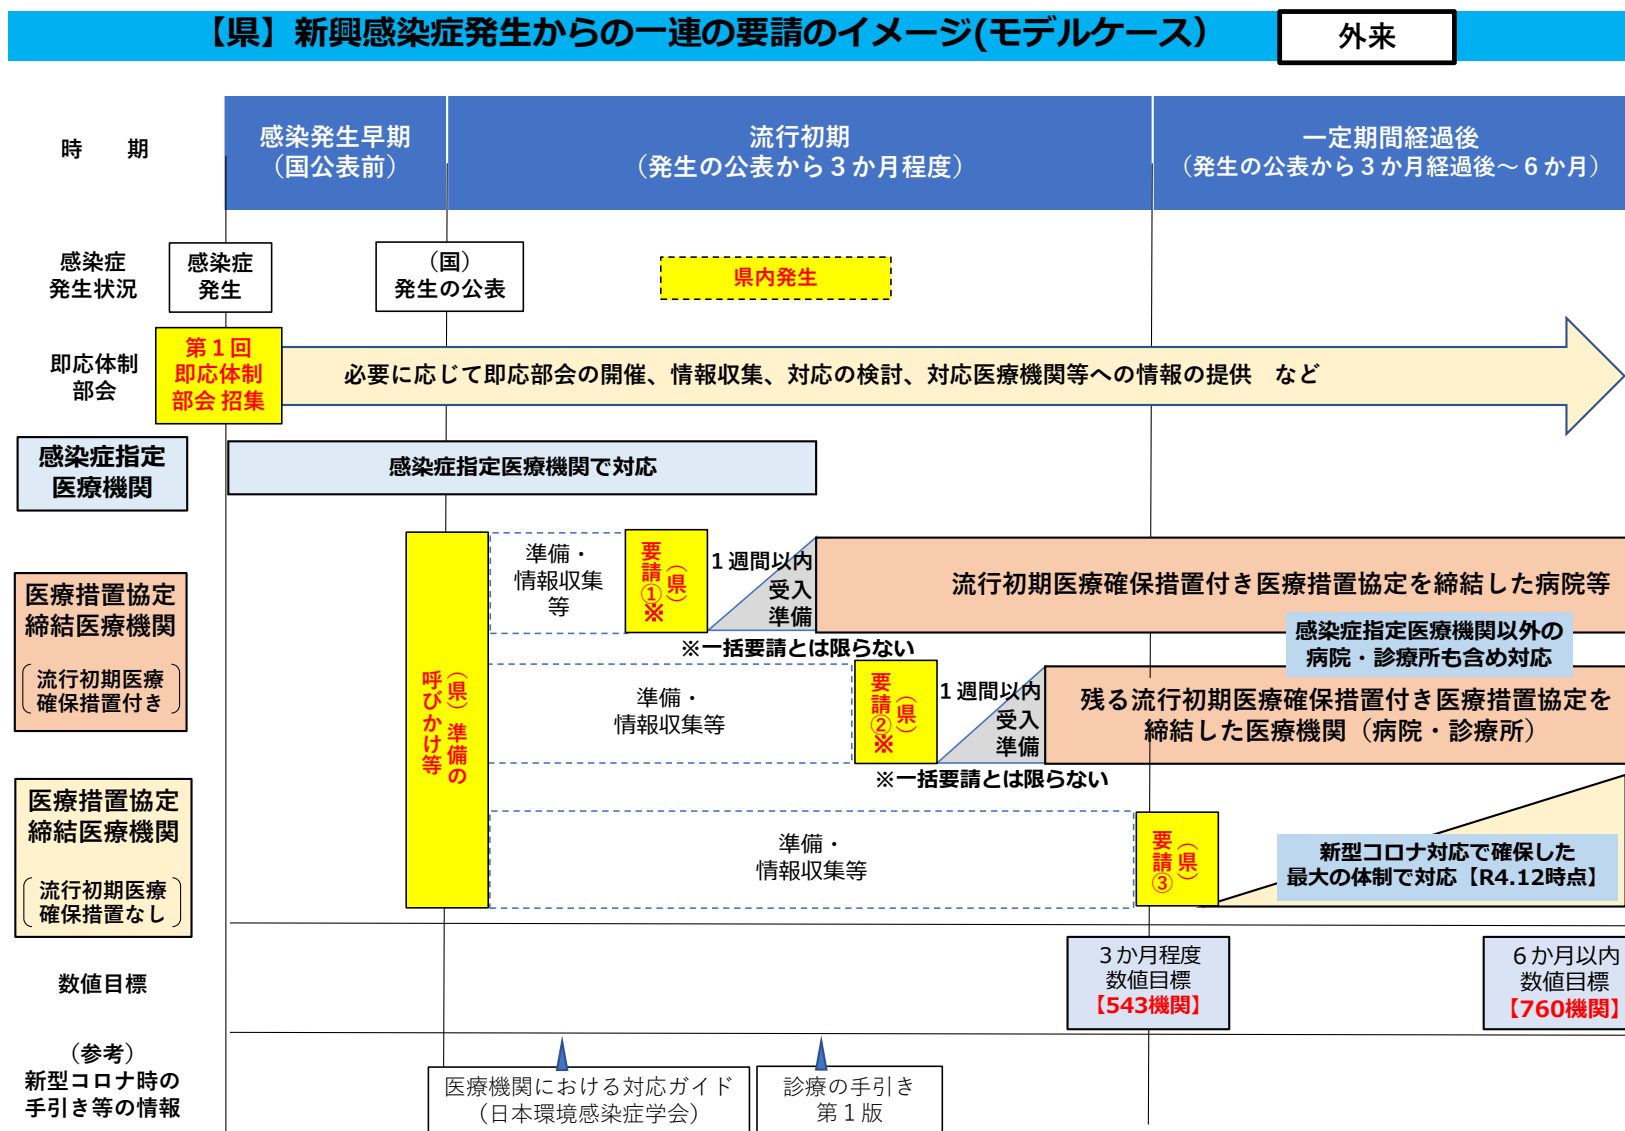 【県】新興感染症発生からの一連の要請のイメージ(モデルケース）
外来
時　期
感染発生早期
（国公表前）
流行初期
（発生の公表から３か月程度）
一定期間経過後
（発生の公表から３か月経過後～６か月）
感染症
発生状況
感染症
発生
（国）
発生の公表
県内発生
即応体制
部会
第１回
即応体制
部会 招集
必要に応じて即応部会の開催、情報収集、対応の検討、対応医療機関等への情報の提供　など
感染症指定
医療機関
感染症指定医療機関で対応
医療措置協定
締結医療機関
流行初期医療
確保措置付き
（県）準備の
呼びかけ等
準備・
情報収集
等
（県）
要請①※
１週間以内
受入
準備
流行初期医療確保措置付き医療措置協定を締結した病院等
※一括要請とは限らない
感染症指定医療機関以外の
病院・診療所も含め対応
準備・
情報収集等
（県）
要請②※
１週間以内
受入
準備
残る流行初期医療確保措置付き医療措置協定を
締結した医療機関（病院・診療所）
※一括要請とは限らない
医療措置協定
締結医療機関
流行初期医療
確保措置なし
準備・
情報収集等
（県）
要請③
新型コロナ対応で確保した
最大の体制で対応【R4.12時点】
数値目標
３か月程度
数値目標
【543機関】
６か月以内
数値目標
【760機関】
（参考）
新型コロナ時の
手引き等の情報
医療機関における対応ガイド
（日本環境感染症学会）
診療の手引き
第１版